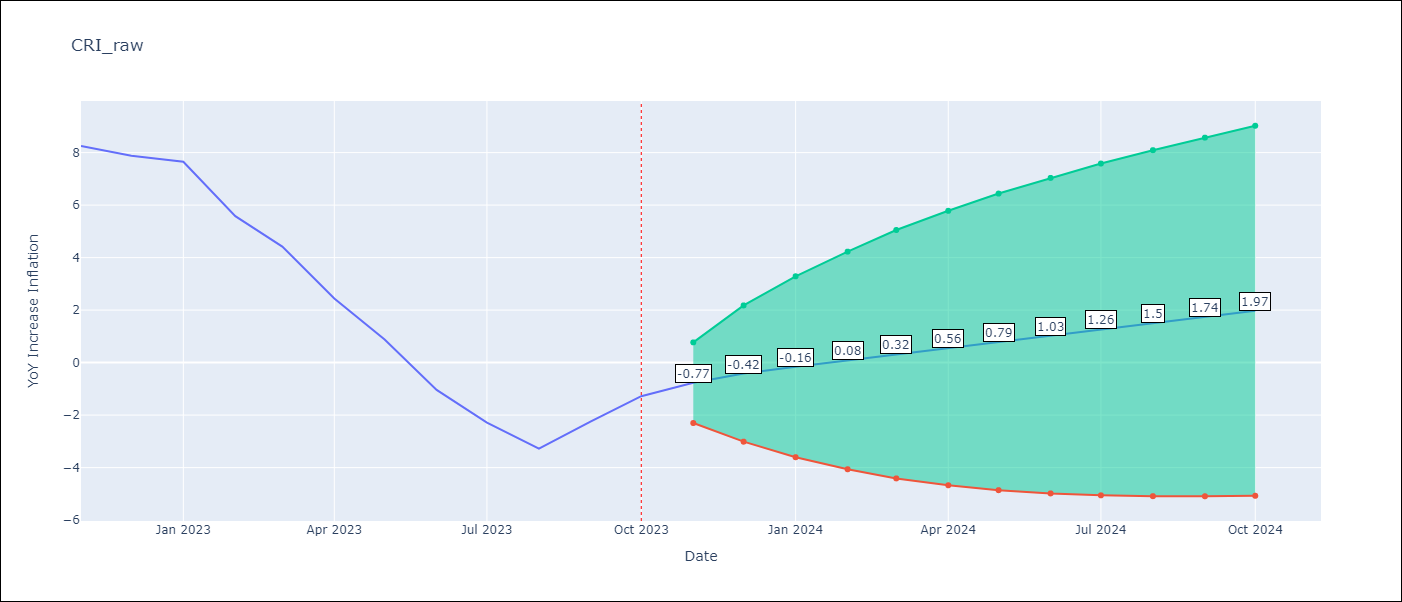 CRI_raw
YoY Increase Inflation
8
6
4
2
0
−2
−4
−6
-0.77
-0.42
-0.16
0.08
0.32
0.56
0.79
1.03
1.26
1.5
1.74
1.97
Jan 2023
Apr 2023
Jul 2023
Oct 2023
Jan 2024
Apr 2024
Jul 2024
Oct 2024
Date